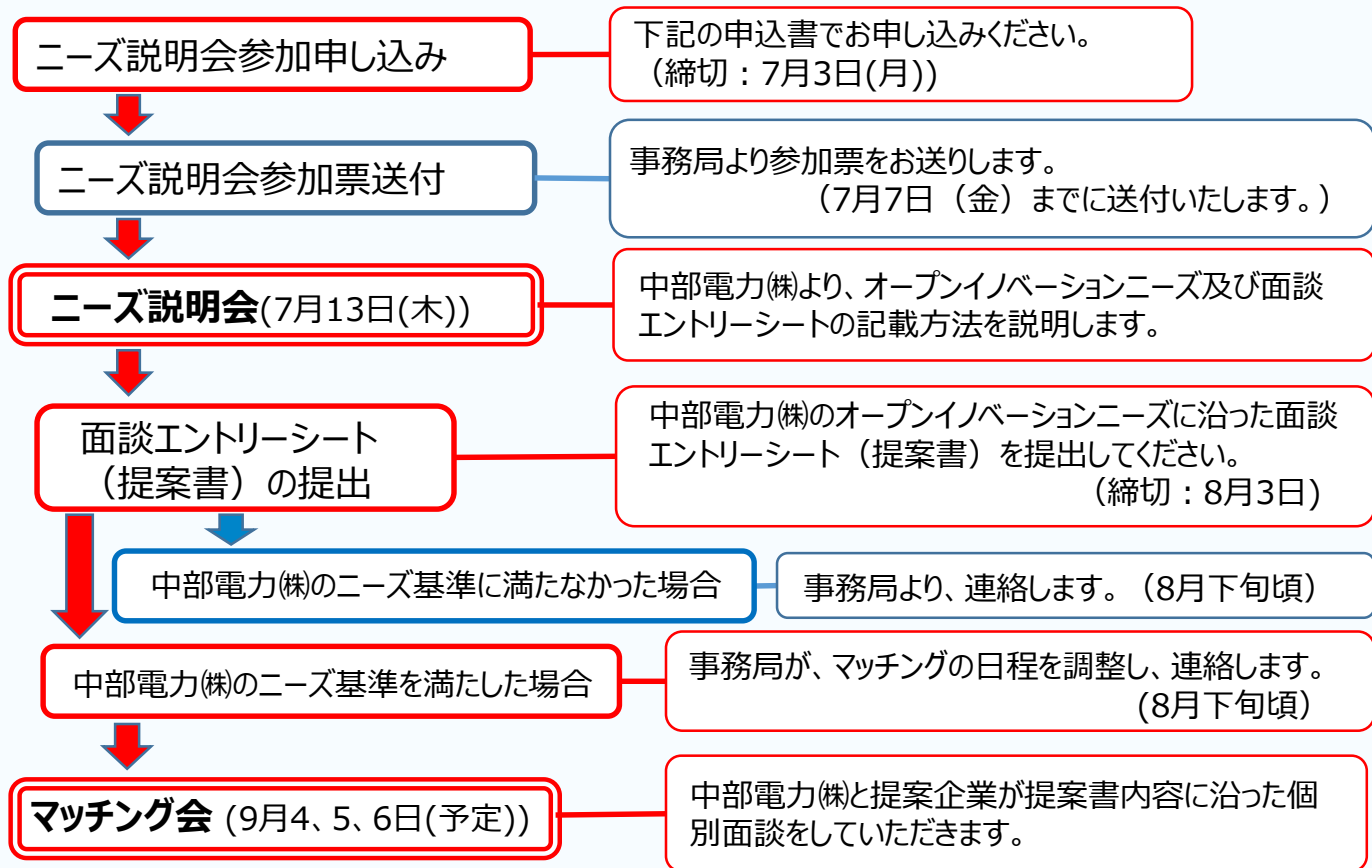 ニーズ説明会参加申し込み
下記の申込書でお申し込みください。
（締切：7月3日(月)）
ニーズ説明会参加票送付
事務局より参加票をお送りします。
（7月7日（金）までに送付いたします。）
ニーズ説明会(7月13日(木))
中部電力㈱より、オープンイノベーションニーズ及び面談
エントリーシートの記載方法を説明します。
面談エントリーシート
（提案書）の提出
中部電力㈱のオープンイノベーションニーズに沿った面談
エントリーシート（提案書）を提出してください。
（締切：8月3日)
中部電力㈱のニーズ基準に満たなかった場合
事務局より、連絡します。（8月下旬頃）
中部電力㈱のニーズ基準を満たした場合
事務局が、マッチングの日程を調整し、連絡します。
(8月下旬頃）
マッチング会 (9月4、5、6日(予定))
中部電力㈱と提案企業が提案書内容に沿った個
別面談をしていただきます。